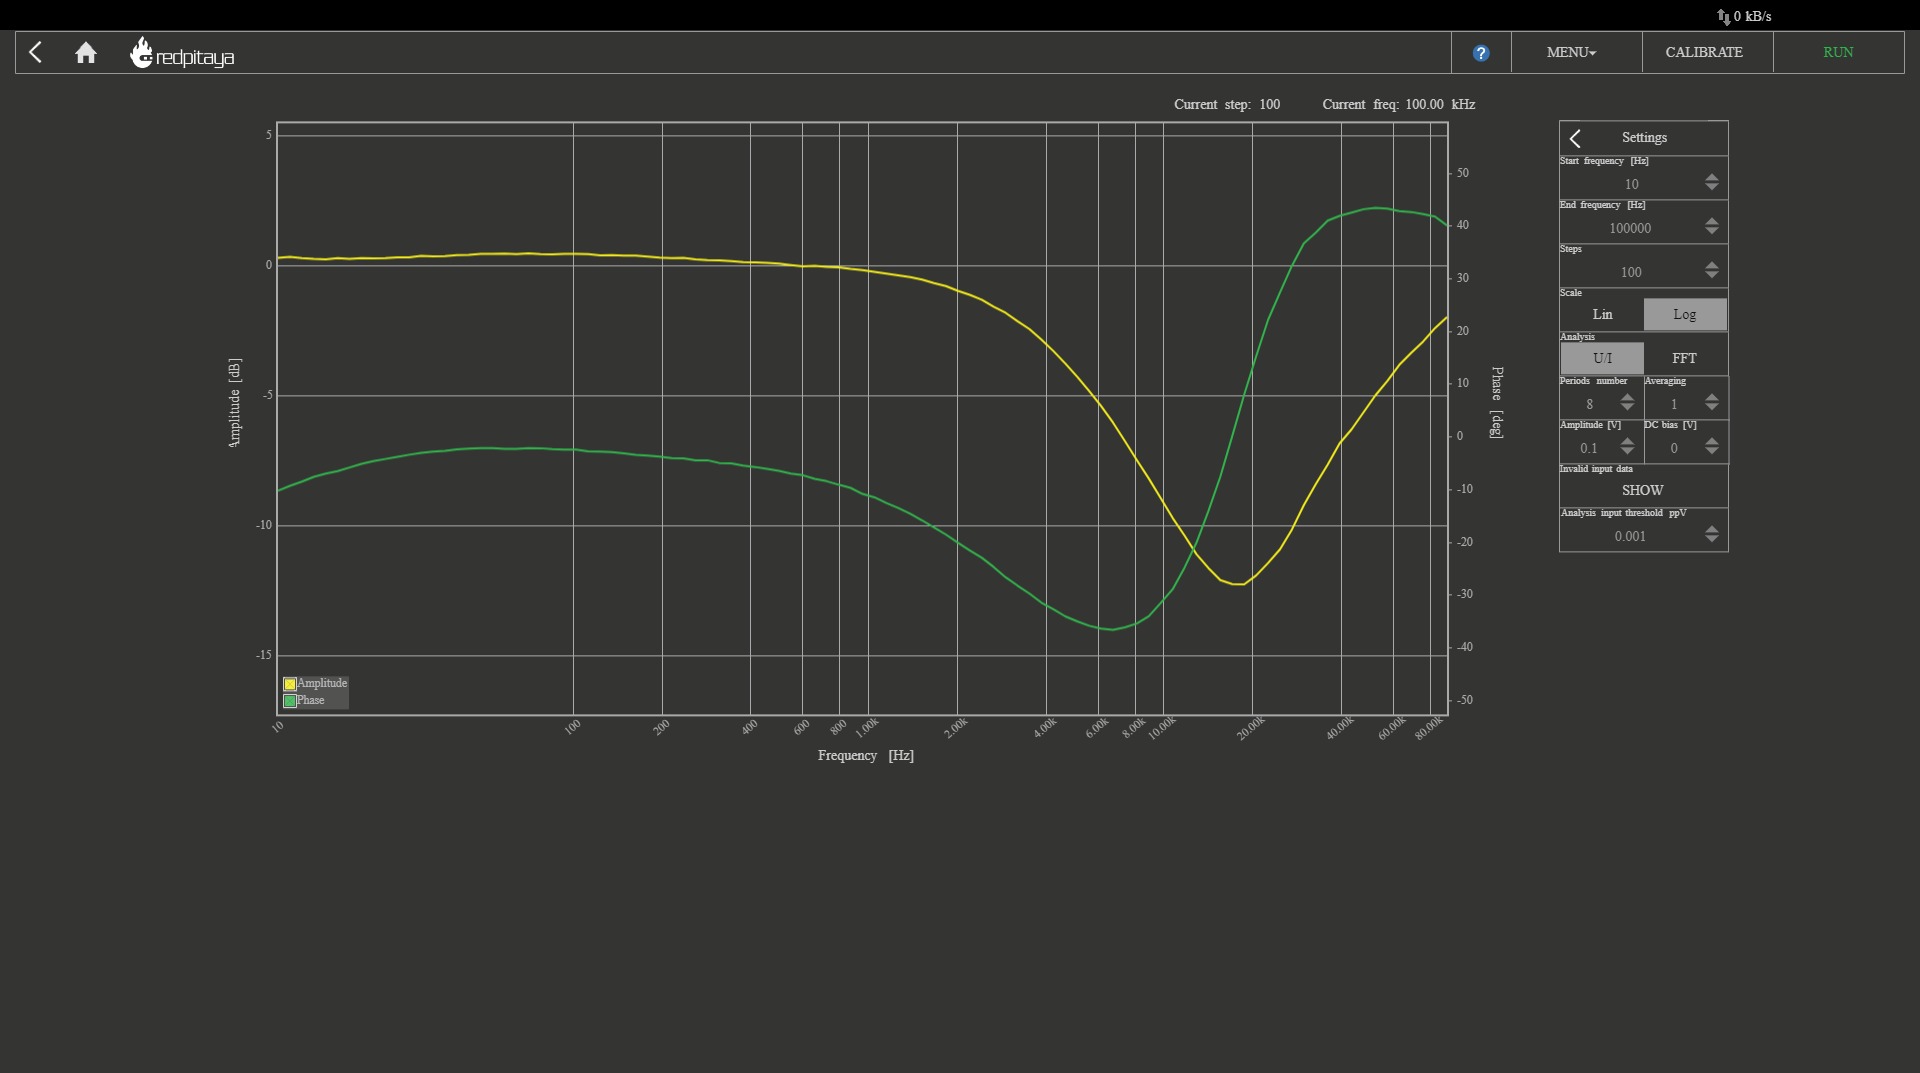 0 kB/s
redpitaya
?
MENU
CALIBRATE
RUN
Current step: 100
Current freq: 100.00 kHz
5
0
-5
-10
-15
Amplitude [dB]
50
40
30
20
10
0
-10
-20
-30
-40
-50
Phase [deg]
Amplitude
Phase
10
100
200
400
600
800
1.00k
2.00k
4.00k
6.00k
8.00k
10.00k
20.00k
40.00k
60.00k
80.00k
Frequency [Hz]
Settings
Start frequency [Hz]
10
End frequency [Hz]
100000
Steps
100
Scale
Lin Log
Analysis
U/I FFT
Periods number Averaging
8 1
Amplitude [V] DC bias [V]
0.1 0
Invalid input data
SHOW
Analysis input threshold ppV
0.001